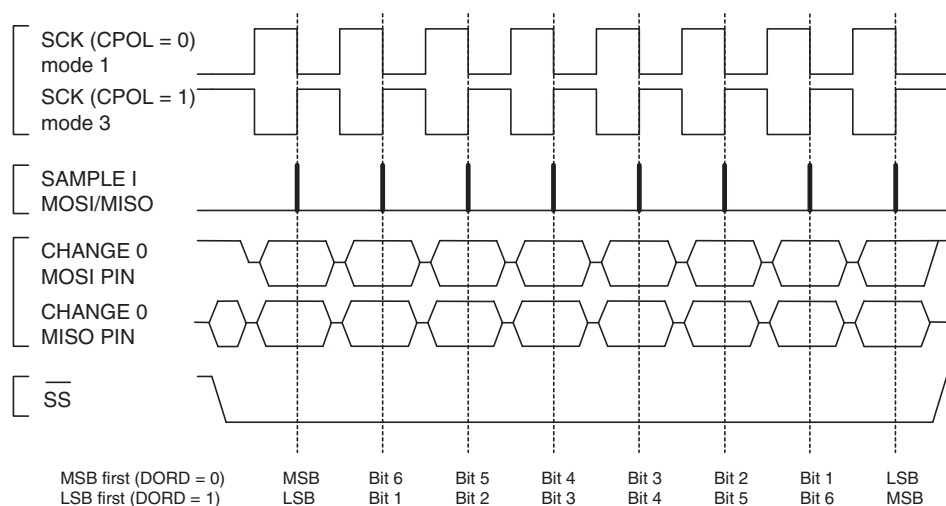 SCK (CPOL = 0)
mode 1
SCK (CPOL = 1)
mode 3
SAMPLE I
MOSI/MISO
CHANGE 0
MOSI PIN
CHANGE 0
MISO PIN
SS
MSB first (DORD = 0) MSB Bit 6 Bit 5 Bit 4 Bit 3 Bit 2 Bit 1 LSB
LSB first (DORD = 1) LSB Bit 1 Bit 2 Bit 3 Bit 4 Bit 5 Bit 6 MSB